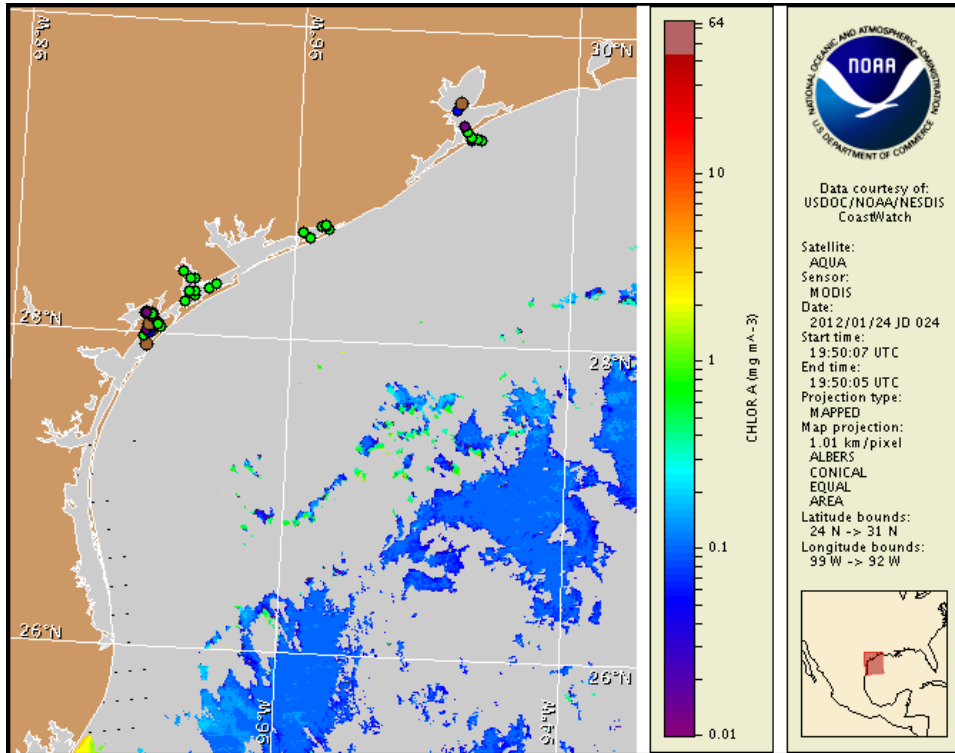 98°W
96°W
30°N
28°N
28°N
26°N
26°N
96°W
94°W
64
10
1
0.1
0.01
CHLOR A (mg m^-3)
NATIONAL OCEANIC AND ATMOSPHERIC ADMINISTRATION
NOAA
U.S. DEPARTMENT OF COMMERCE
Data courtesy of:
USDOC/NOAA/NESDIS
CoastWatch
Satellite:
AQUA
Sensor:
MODIS
Date:
2012/01/24 JD 024
Start time:
19:50:07 UTC
End time:
19:50:05 UTC
Projection type:
MAPPED
Map projection:
1.01 km/pixel
ALBERS
CONICAL
EQUAL
AREA
Latitude bounds:
24 N -> 31 N
Longitude bounds:
99 W -> 92 W